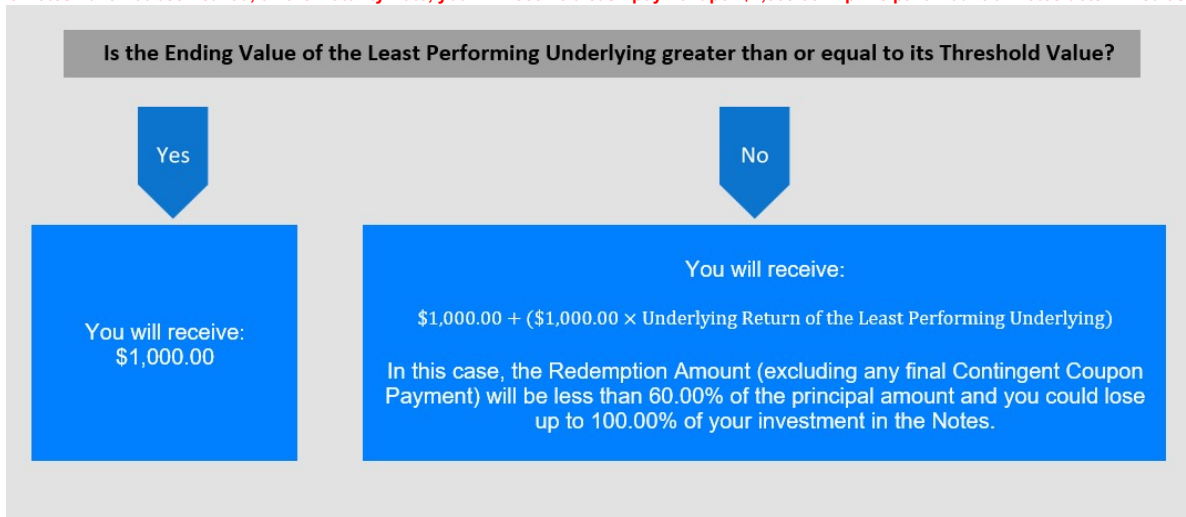 Is the Ending Value of the Least Performing Underlying greater than or equal to its Threshold Value?
Yes
No
You will receive:
$1,000.00
You will receive:
$1,000.00 + ($1,000.00 × Underlying Return of the Least Performing Underlying)
In this case, the Redemption Amount (excluding any final Contingent Coupon
Payment) will be less than 60.00% of the principal amount and you could lose
up to 100.00% of your investment in the Notes.